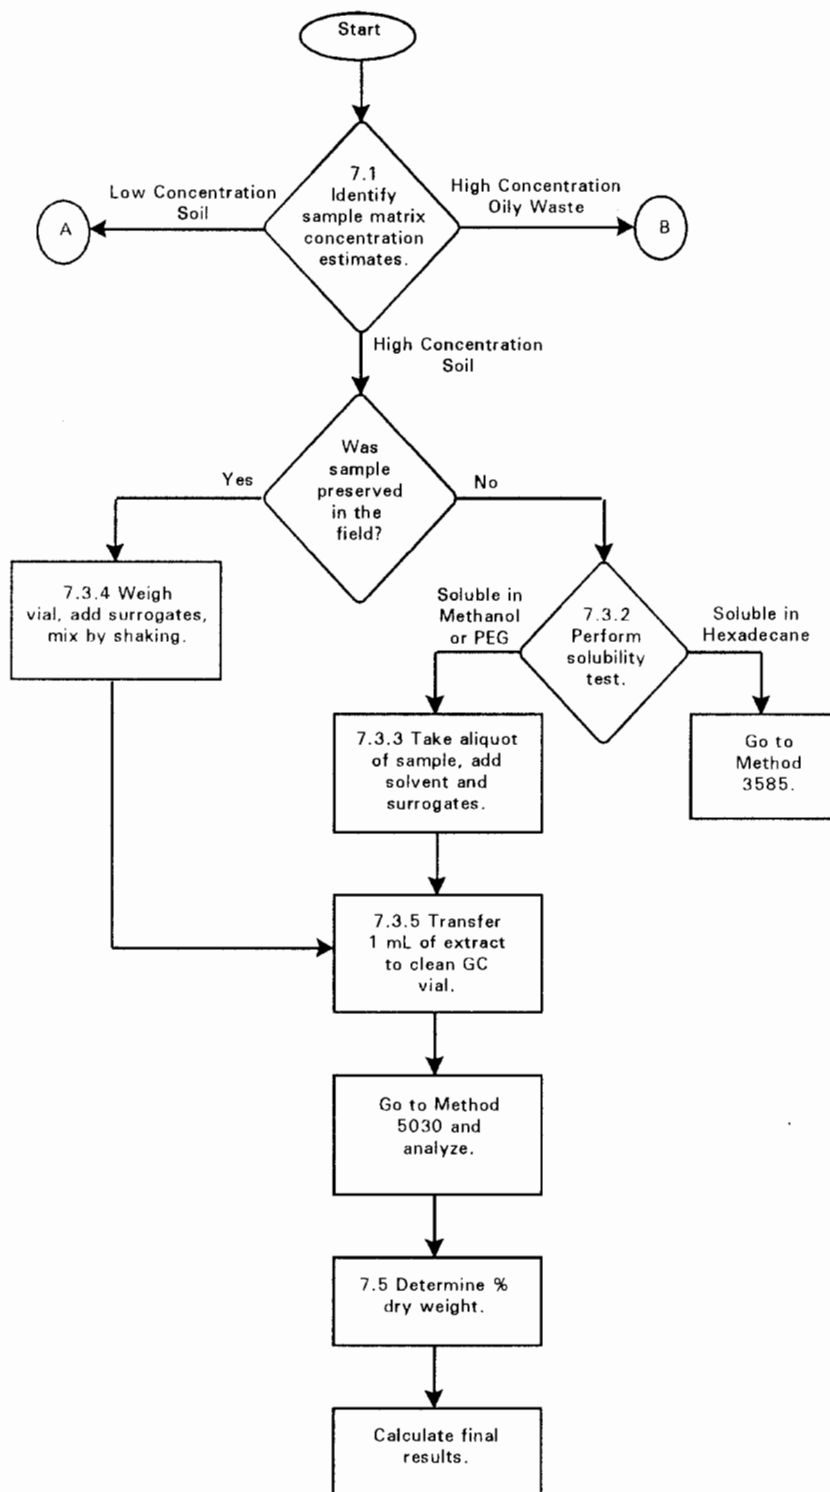 Start
7.1
Identify
sample matrix
concentration
estimates.
Low Concentration
Soil
A
High Concentration
Oily Waste
B
High Concentration
Soil
Was
sample
preserved
in the
field?
Yes
No
7.3.4 Weigh
vial, add surrogates,
mix by shaking.
Soluble in
Methanol
or PEG
7.3.2
Perform
solubility
test.
Soluble in
Hexadecane
7.3.3 Take aliquot
of sample, add
solvent and
surrogates.
Go to
Method
3585.
7.3.5 Transfer
1 mL of extract
to clean GC
vial.
Go to Method
5030 and
analyze.
7.5 Determine %
dry weight.
Calculate final
results.